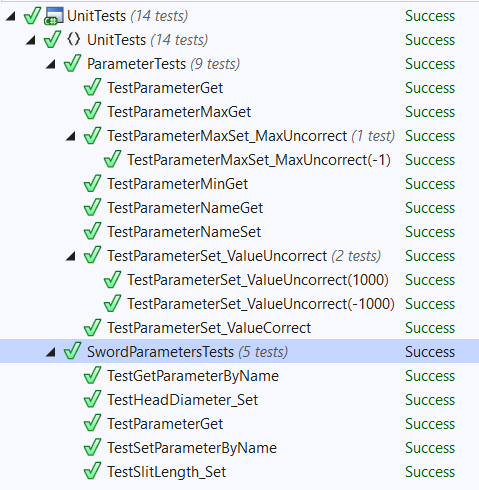 UnitTests (14 tests) Success
UnitTests (14 tests) Success
ParameterTests (9 tests) Success
TestParameterGet Success
TestParameterMaxGet Success
TestParameterMaxSet_MaxUncorrect (1 test) Success
TestParameterMaxSet_MaxUncorrect(-1) Success
TestParameterMinGet Success
TestParameterNameGet Success
TestParameterNameSet Success
TestParameterSet_ValueUncorrect (2 tests) Success
TestParameterSet_ValueUncorrect(1000) Success
TestParameterSet_ValueUncorrect(-1000) Success
TestParameterSet_ValueCorrect Success
SwordParametersTests (5 tests) Success
TestGetParameterByName Success
TestHeadDiameter_Set Success
TestParameterGet Success
TestSetParameterByName Success
TestSlitLength_Set Success